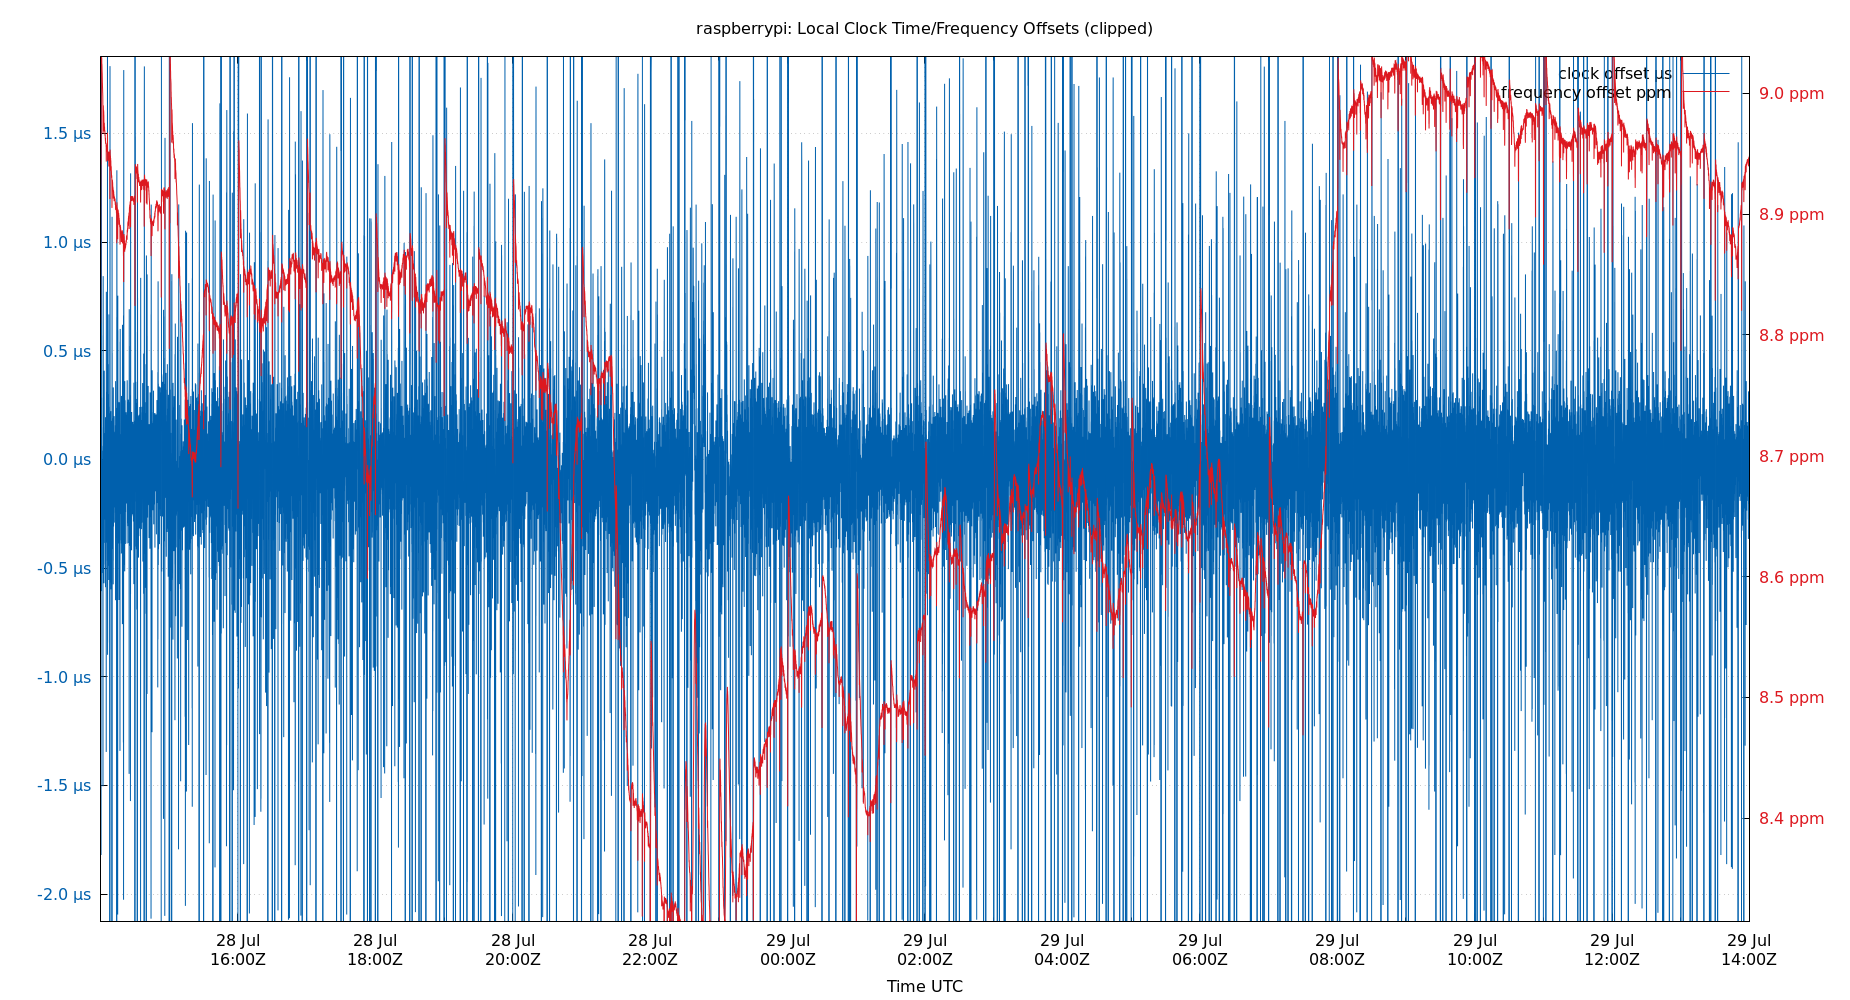 raspberrypi: Local Clock Time/Frequency Offsets (clipped)
clock offset µs
frequency offset ppm
1.5 µs
1.0 µs
0.5 µs
0.0 µs
-0.5 µs
-1.0 µs
-1.5 µs
-2.0 µs
9.0 ppm
8.9 ppm
8.8 ppm
8.7 ppm
8.6 ppm
8.5 ppm
8.4 ppm
28 Jul 28 Jul 28 Jul 28 Jul 29 Jul 29 Jul 29 Jul 29 Jul 29 Jul 29 Jul 29 Jul 29 Jul
16:00Z 18:00Z 20:00Z 22:00Z 00:00Z 02:00Z 04:00Z 06:00Z 08:00Z 10:00Z 12:00Z 14:00Z
Time UTC